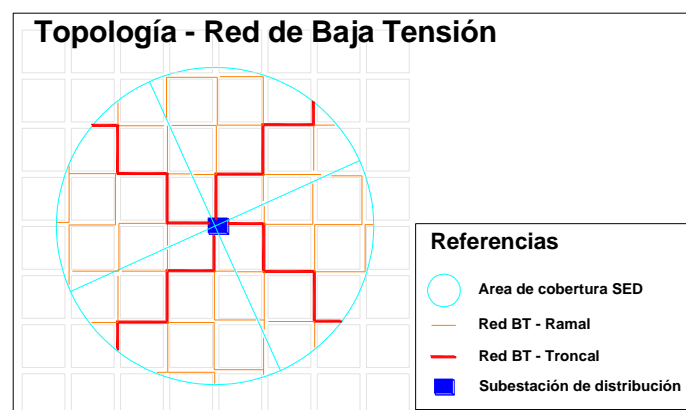 Topología - Red de Baja Tensión
Referencias
Area de cobertura SED
Red BT - Ramal
Red BT - Troncal
Subestación de distribución